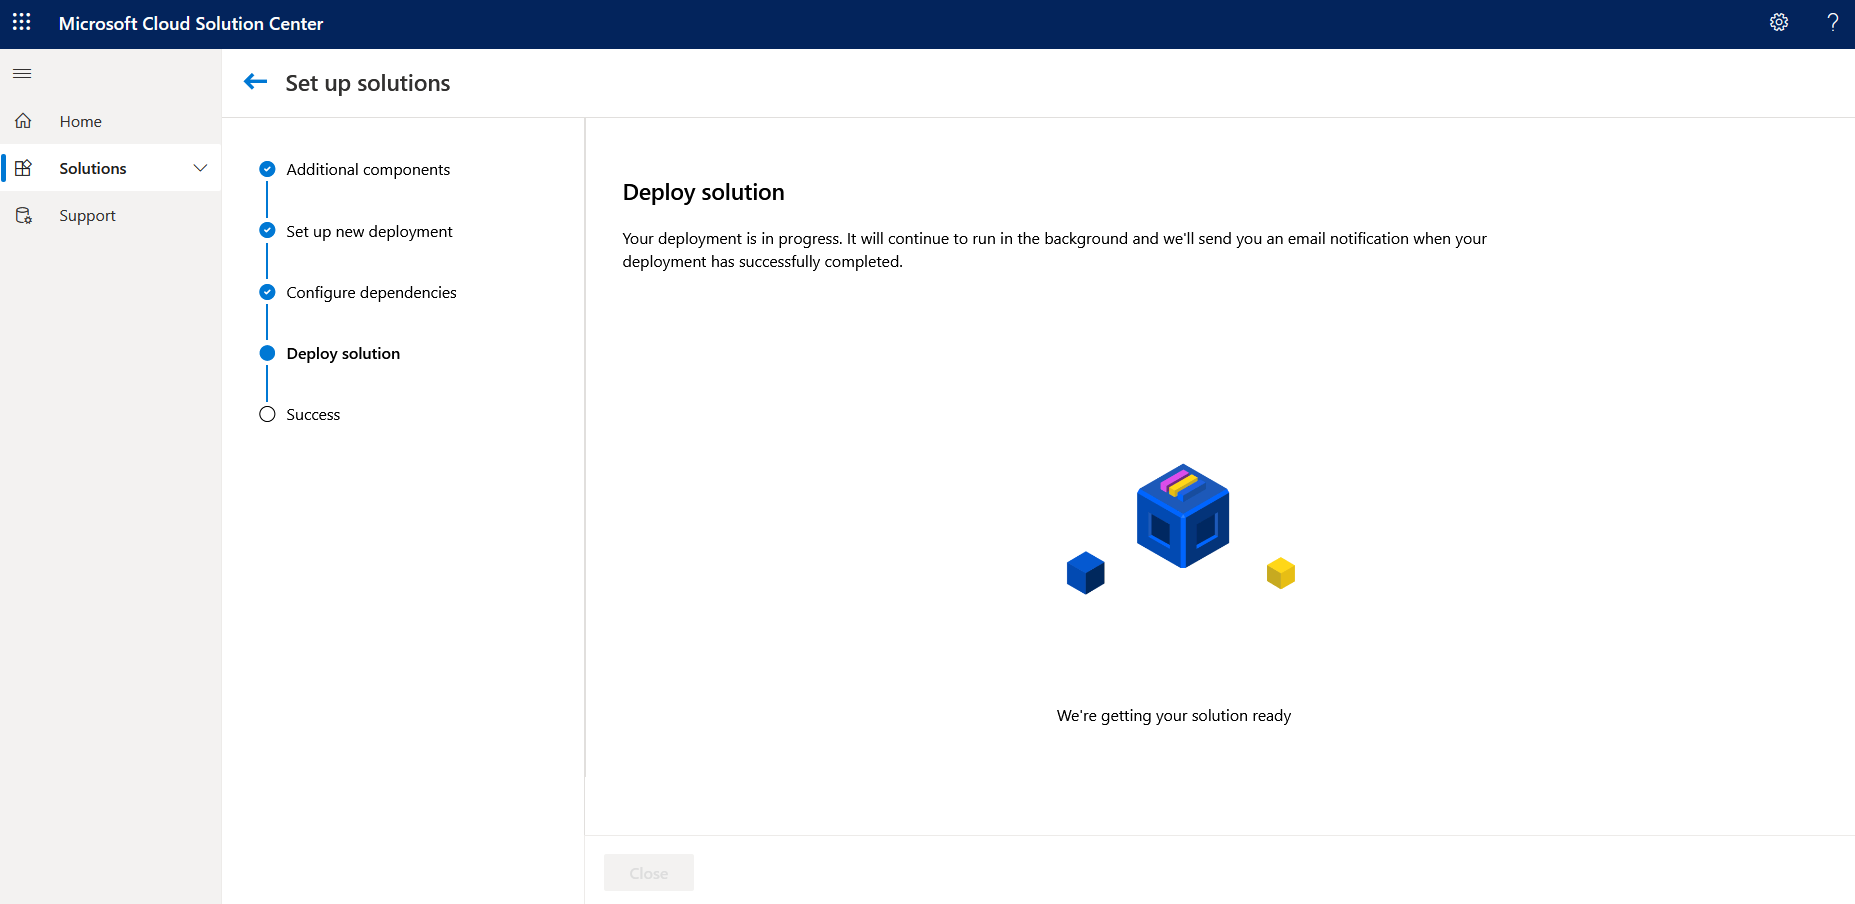 Microsoft Cloud Solution Center
?
Set up solutions
Home
Solutions
Support
Additional components
Set up new deployment
Configure dependencies
Deploy solution
Success
Deploy solution
Your deployment is in progress. It will continue to run in the background and we'll send you an email notification when your
deployment has successfully completed.
We're getting your solution ready
Close